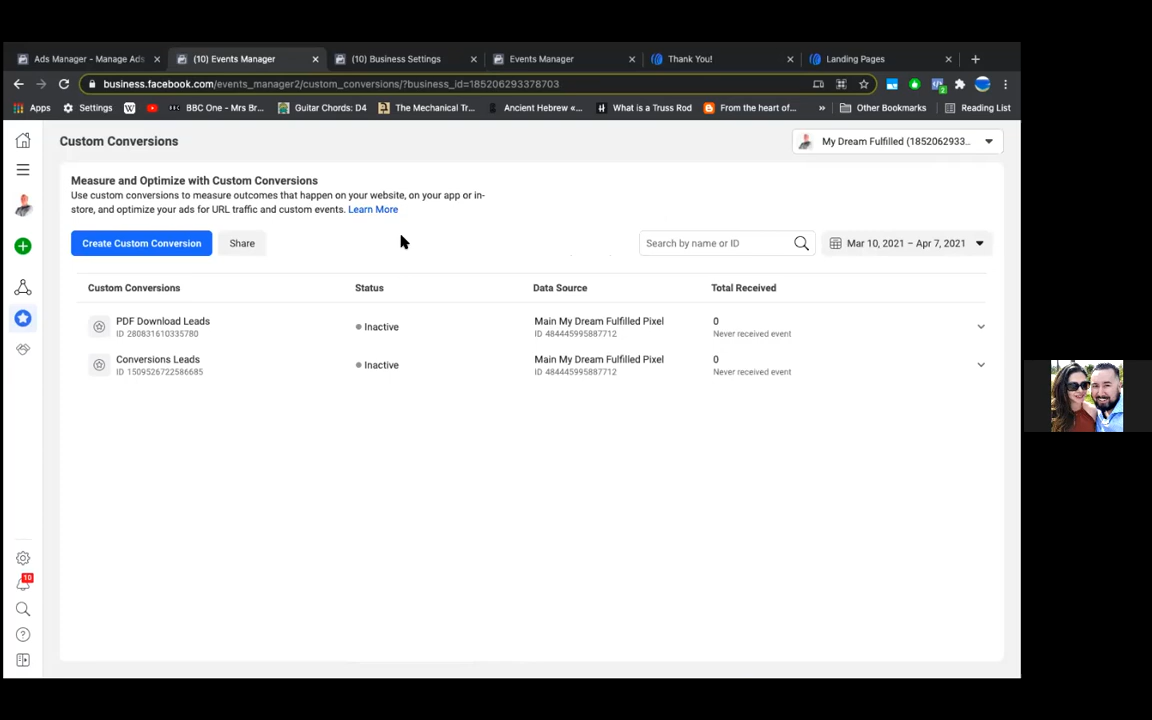 Ads Manager - Manage Ads
(10) Events Manager
(10) Business Settings
Events Manager
Thank You!
Landing Pages
business.facebook.com/events_manager2/custom_conversions/?business_id=185206293378703
Apps
Settings
BBC One - Mrs Br...
Guitar Chords: D4
The Mechanical Tr...
Ancient Hebrew «...
What is a Truss Rod
From the heart of...
»
Other Bookmarks
Reading List
Custom Conversions
My Dream Fulfilled (1852062933...
Measure and Optimize with Custom Conversions
Use custom conversions to measure outcomes that happen on your website, on your app or in-
store, and optimize your ads for URL traffic and custom events. Learn More
Create Custom Conversion
Share
Search by name or ID
Mar 10, 2021 – Apr 7, 2021
Custom Conversions
Status
Data Source
Total Received
PDF Download Leads
ID 280831610335780
Inactive
Main My Dream Fulfilled Pixel
ID 484445995887712
0
Never received event
Conversions Leads
ID 1509526722586685
Inactive
Main My Dream Fulfilled Pixel
ID 484445995887712
0
Never received event
10